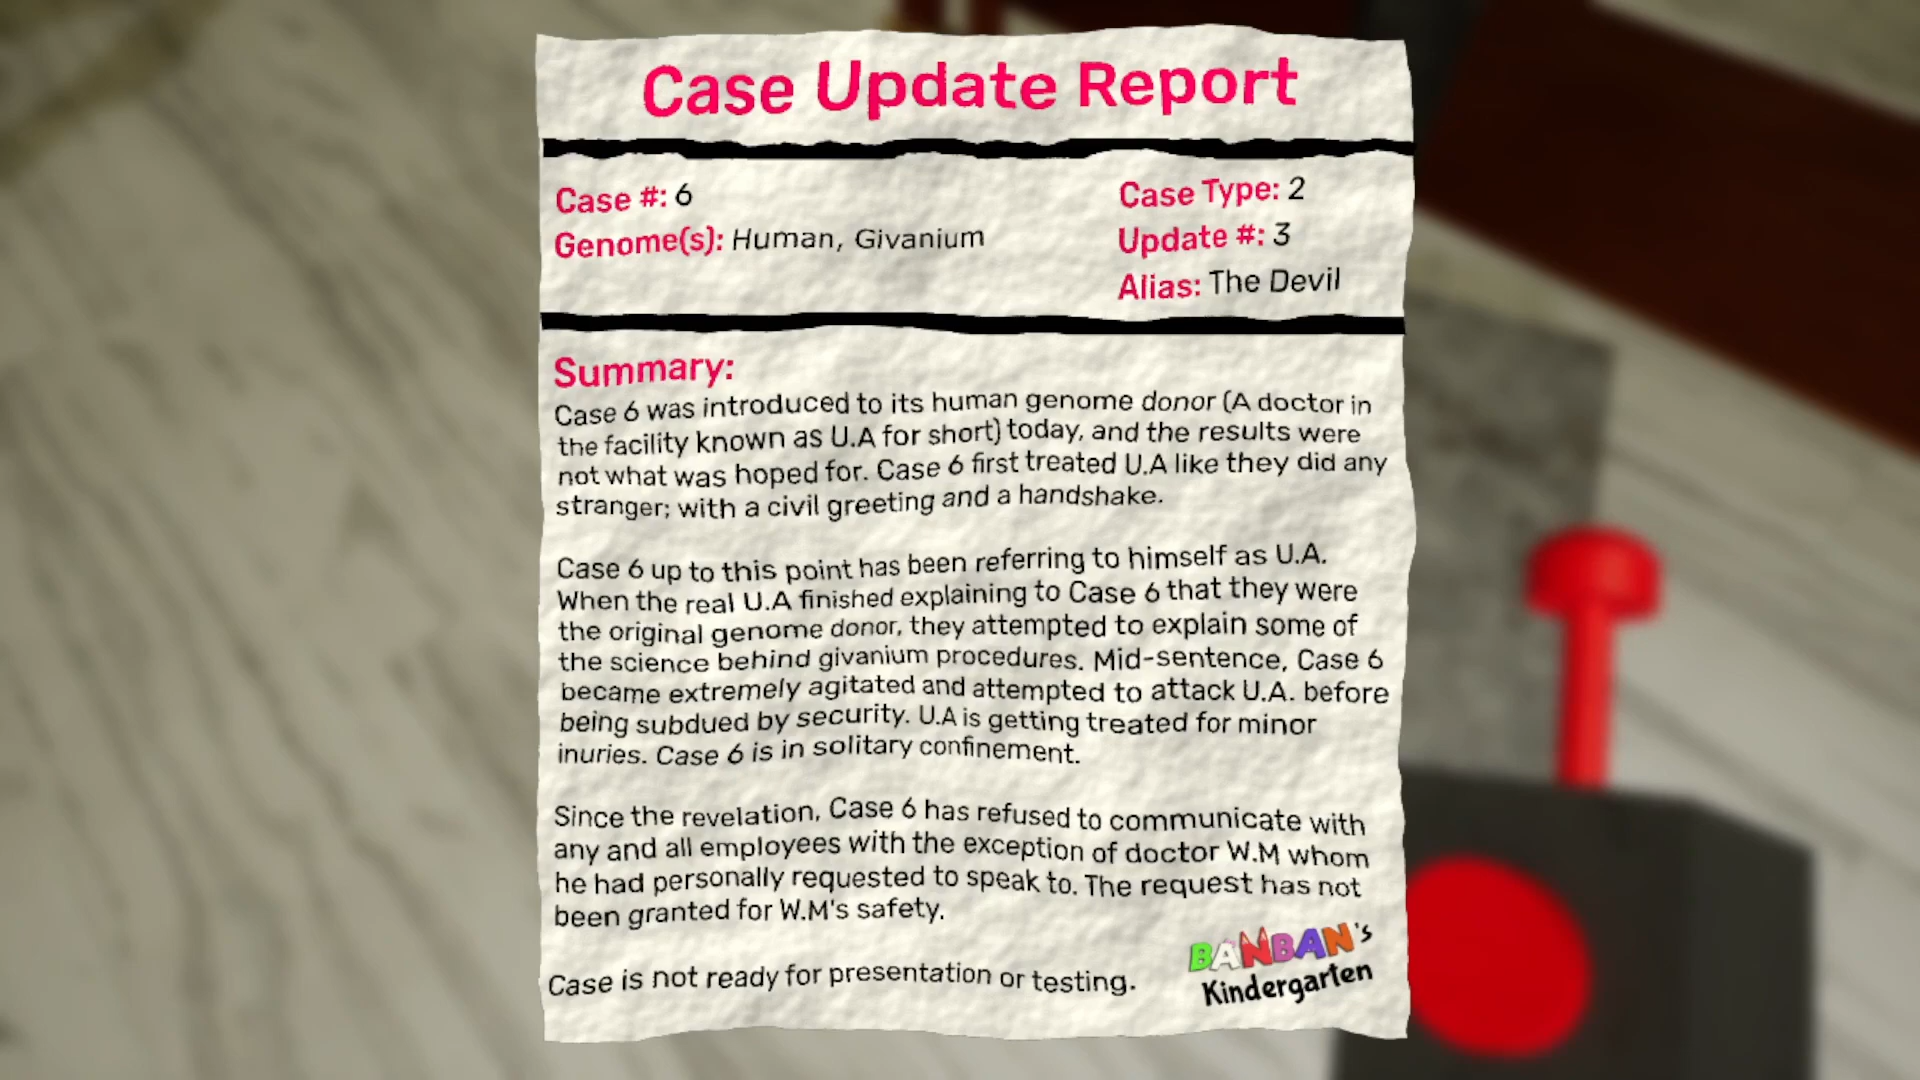 Case Update Report
Case #: 6
Genome(s): Human, Givanium
Case Type: 2
Update #: 3
Alias: The Devil
Summary:
Case 6 was introduced to its human genome donor (A doctor in
the facility known as U.A for short) today, and the results were
not what was hoped for. Case 6 first treated U.A like they did any
stranger; with a civil greeting and a handshake.
Case 6 up to this point has been referring to himself as U.A.
When the real U.A finished explaining to Case 6 that they were
the original genome donor, they attempted to explain some of
the science behind givanium procedures. Mid-sentence, Case 6
became extremely agitated and attempted to attack U.A. before
being subdued by security. U.A is getting treated for minor
inuries. Case 6 is in solitary confinement.
Since the revelation, Case 6 has refused to communicate with
any and all employees with the exception of doctor W.M whom
he had personally requested to speak to. The request has not
been granted for W.M's safety.
Case is not ready for presentation or testing.
BANBAN's
Kindergarten